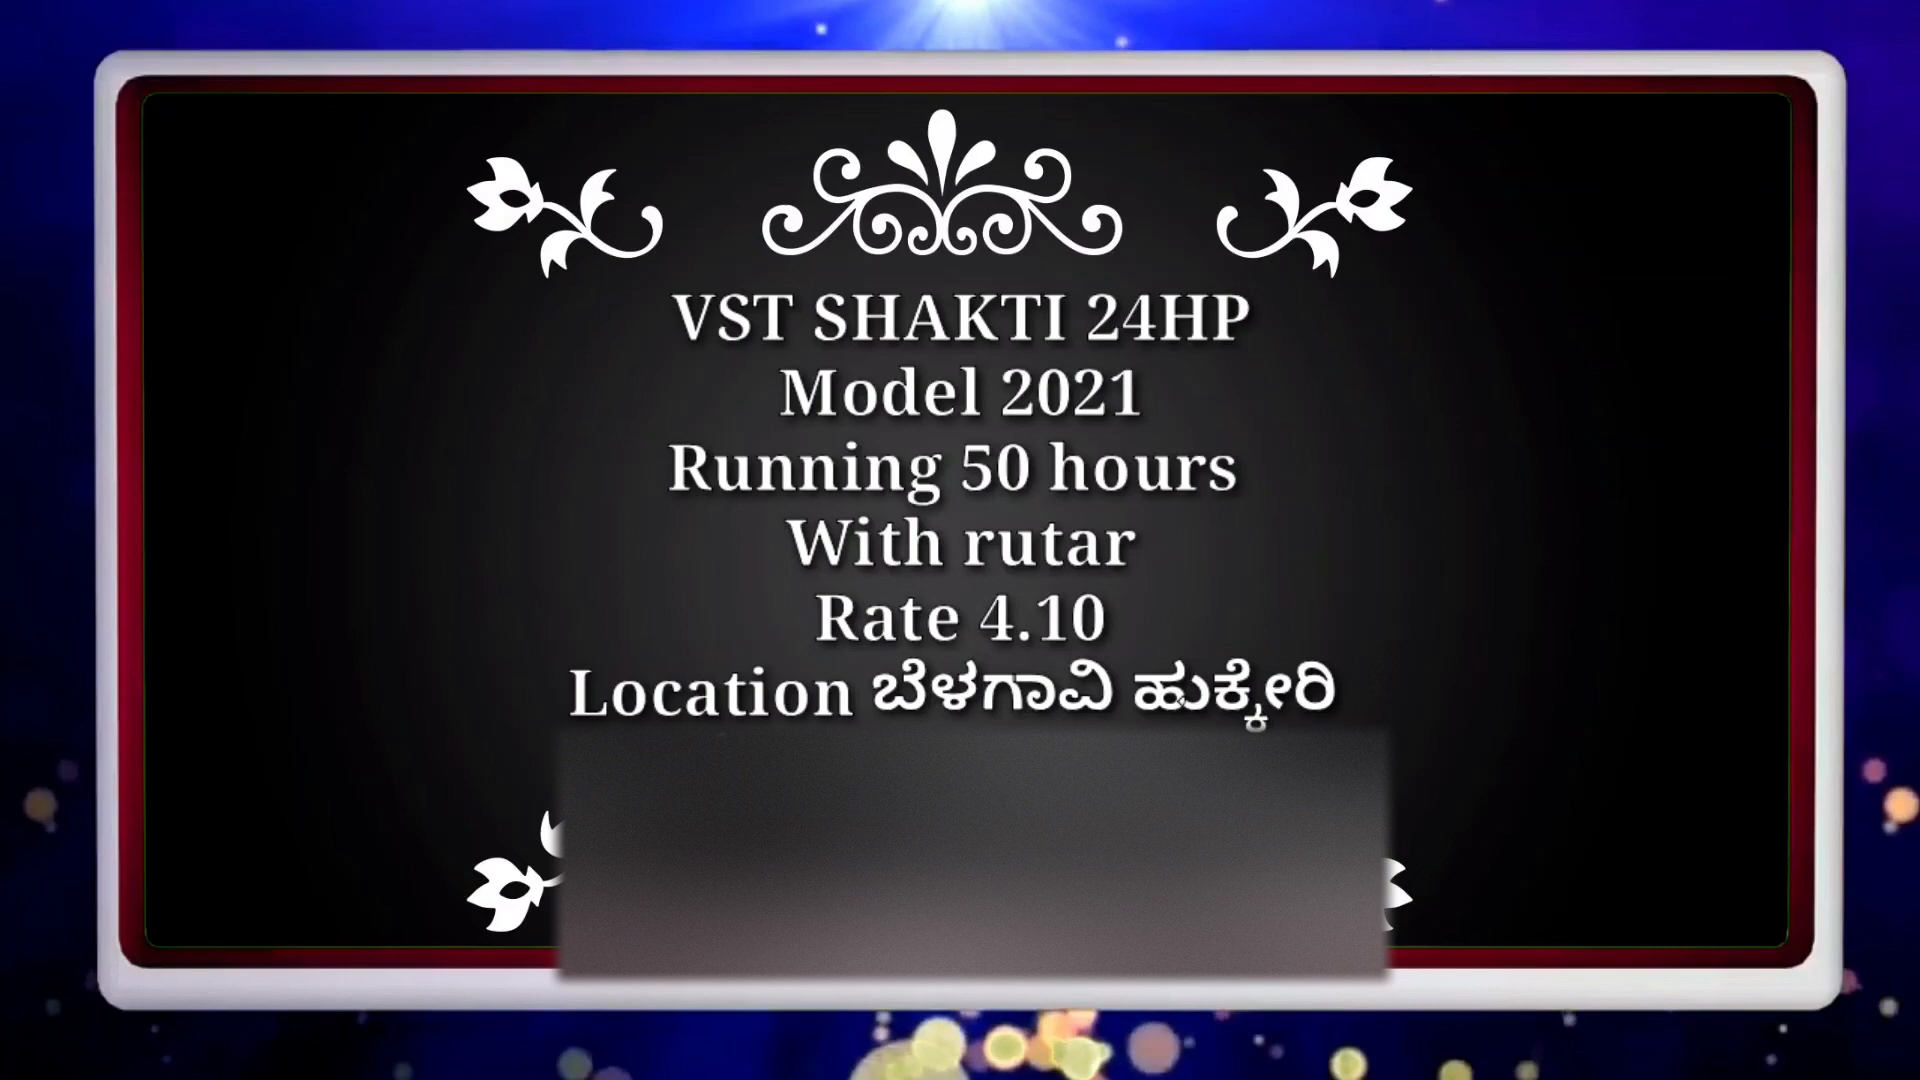 VST SHAKTI 24HP
Model 2021
Running 50 hours
With rutar
Rate 4.10
Location ಬೆಳಗಾವಿ ಹುಕ್ಕೇರಿ